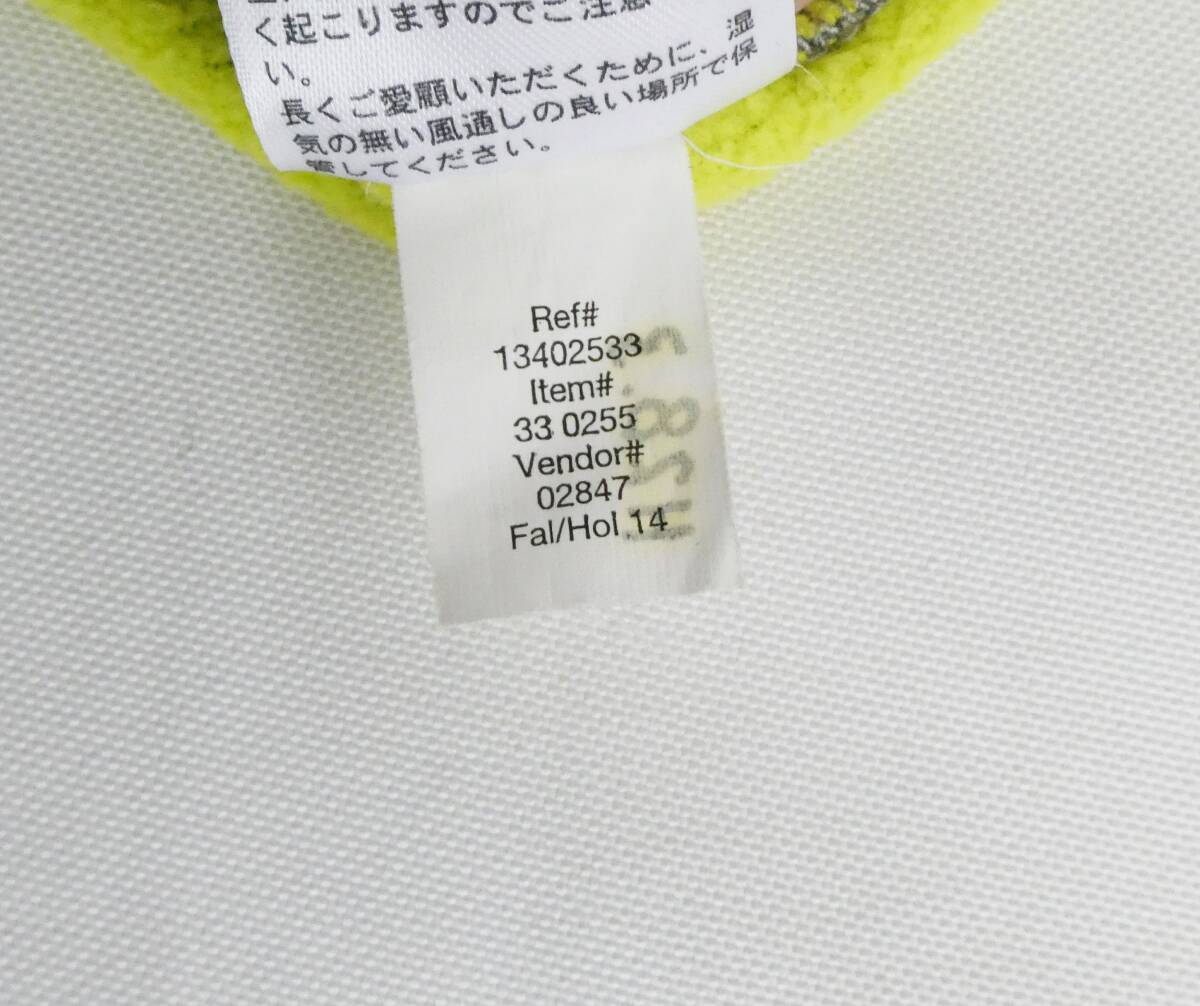 く起こりますのでご注意
い。
長くご愛顧いただくために、湿
気の無い風通しの良い場所で保
管してください。
Ref#
13402533
Item#
33 0255
Vendor#
02847
Fal/Hol 14